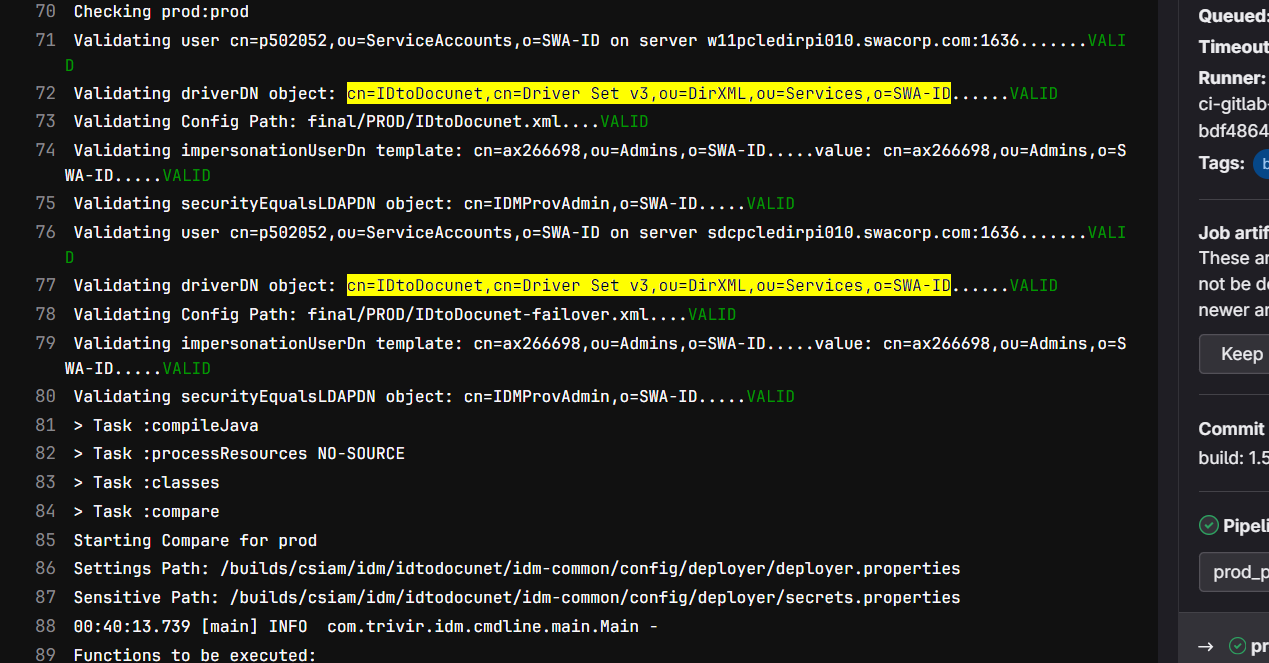 70 Checking prod:prod
71 Validating user cn=p502052,ou=ServiceAccounts,o=SWA-ID on server w11pcledirpi010.swacorp.com:1636.......VALI
D
72 Validating driverDN object: cn=IDtoDocunet,cn=Driver Set v3,ou=DirXML,ou=Services,o=SWA-ID......VALID
73 Validating Config Path: final/PROD/IDtoDocunet.xml....VALID
74 Validating impersonationUserDn template: cn=ax266698,ou=Admins,o=SWA-ID.....value: cn=ax266698,ou=Admins,o=S
WA-ID.....VALID
75 Validating securityEqualsLDAPDN object: cn=IDMProvAdmin,o=SWA-ID.....VALID
76 Validating user cn=p502052,ou=ServiceAccounts,o=SWA-ID on server sdcpcledirpi010.swacorp.com:1636.......VALI
D
77 Validating driverDN object: cn=IDtoDocunet,cn=Driver Set v3,ou=DirXML,ou=Services,o=SWA-ID......VALID
78 Validating Config Path: final/PROD/IDtoDocunet-failover.xml....VALID
79 Validating impersonationUserDn template: cn=ax266698,ou=Admins,o=SWA-ID.....value: cn=ax266698,ou=Admins,o=S
WA-ID.....VALID
80 Validating securityEqualsLDAPDN object: cn=IDMProvAdmin,o=SWA-ID.....VALID
81 > Task :compileJava
82 > Task :processResources NO-SOURCE
83 > Task :classes
84 > Task :compare
85 Starting Compare for prod
86 Settings Path: /builds/csiam/idm/idtodocunet/idm-common/config/deployer/deployer.properties
87 Sensitive Path: /builds/csiam/idm/idtodocunet/idm-common/config/deployer/secrets.properties
88 00:40:13.739 [main] INFO  com.trivir.idm.cmdline.main.Main -
89 Functions to be executed:
Queued:
Timeout
Runner:
ci-gitlab-
bdf4864
Tags: b
Job artif
These ar
not be de
newer ar
Keep
Commit
build: 1.5
Pipeli
prod_p
→ pr